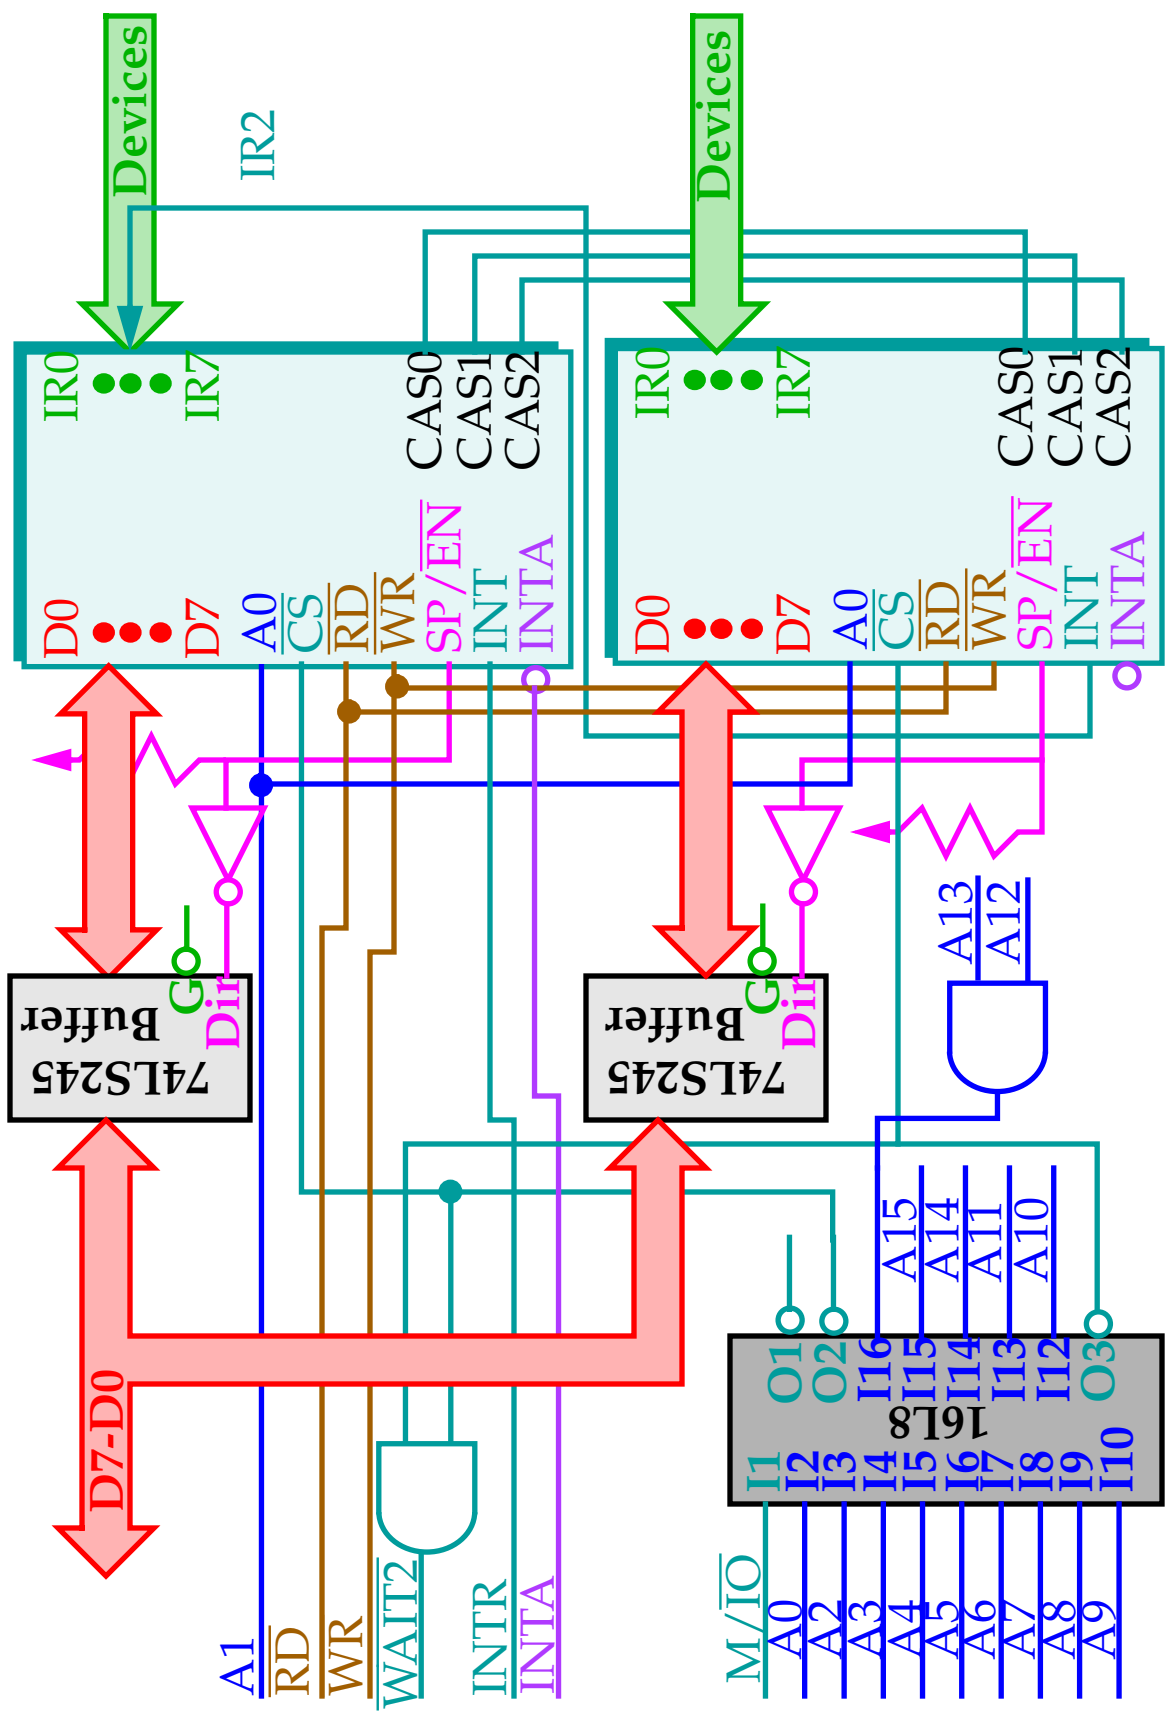 Devices
Devices
IR2
IR0
IR7
CAS0
CAS1
CAS2
IR0
IR7
CAS0
CAS1
CAS2
D0
D7
A0
CS
RD
WR
SP/EN
INT
INTA
D0
D7
A0
CS
RD
WR
SP/EN
INT
INTA
A13
A12
G
Dir
Buffer
74LS245
G
Dir
Buffer
74LS245
A15
A14
A11
A10
O1
O2
I16
I15
I14
I13
I12
O3
16L8
I1
I2
I3
I4
I5
I6
I7
I8
I9
I10
D7-D0
A1
RD
WR
WAIT2
INTR
INTA
M/IO
A0
A2
A3
A4
A5
A6
A7
A8
A9